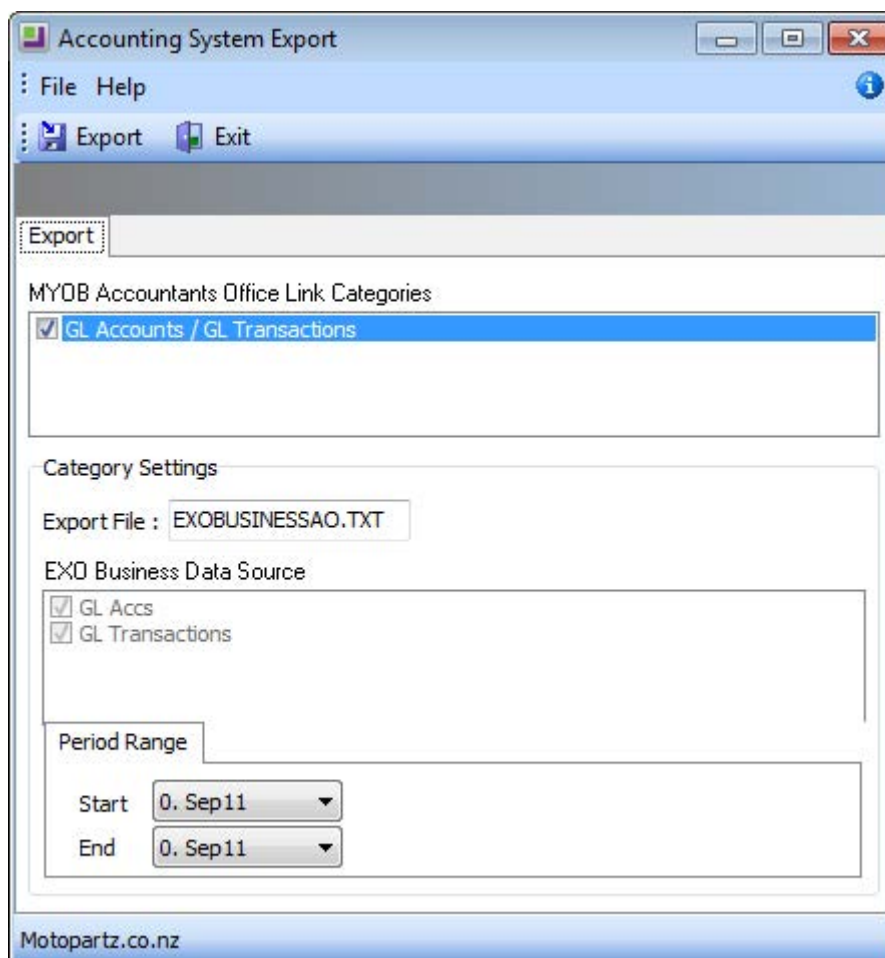 Accounting System Export
File Help
Export Exit
Export
MYOB Accountants Office Link Categories
GL Accounts / GL Transactions
Category Settings
Export File : EXOBUSINESSAO.TXT
EXO Business Data Source
GL Accs
GL Transactions
Period Range
Start 0. Sep11
End 0. Sep11
Motopartz.co.nz